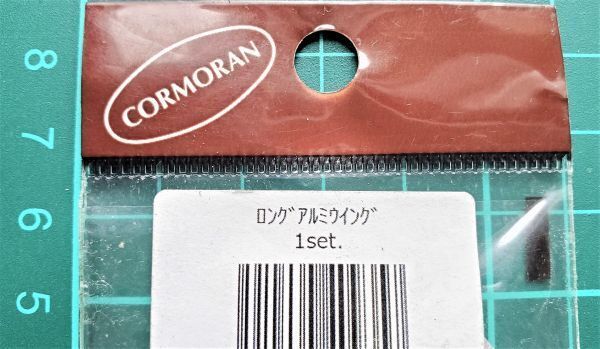 CORMORAN
ﾛﾝｸﾞｱﾙﾐｳｲﾝｸﾞ
1set.
8
7
6
5